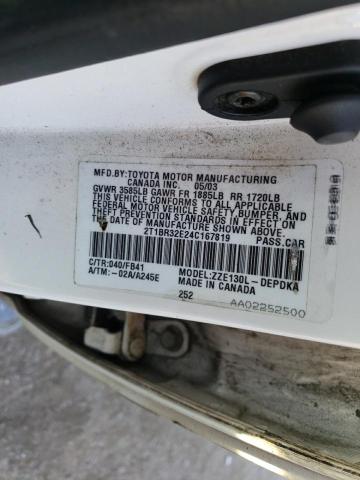 MFD.BY:TOYOTA MOTOR MANUFACTURING
CANADA INC. 05/03
GVWR 3585LB GAWR FR 1885LB RR 1720LB
THIS VEHICLE CONFORMS TO ALL APPLICABLE
FEDERAL MOTOR VEHICLE SAFETY, BUMPER, AND
THEFT PREVENTION STANDARDS IN EFFECT ON
THE DATE OF MANUFACTURE SHOWN ABOVE.
2T1BR32E24C167819 PASS.CAR
C/TR:040/FB41 MODEL:ZZE130L-DEPDKA
A/TM:-02A/A245E MADE IN CANADA
252 AA02252500